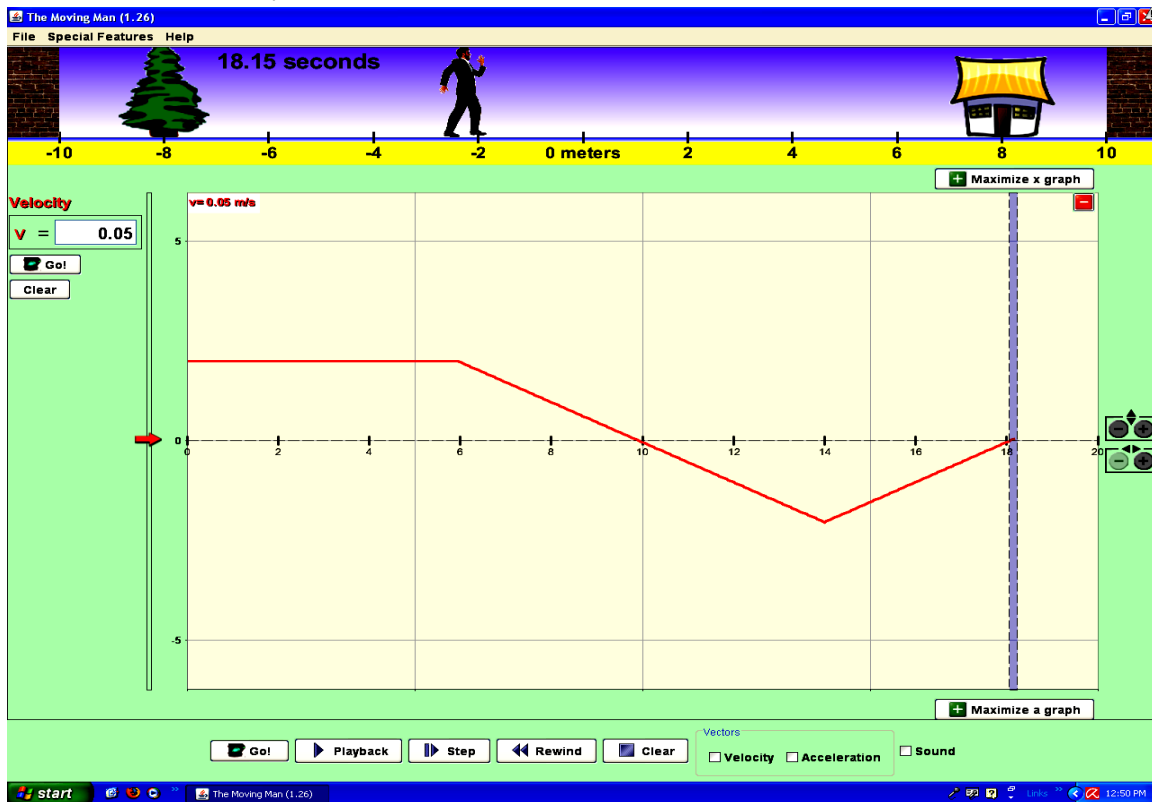 The Moving Man (1.26)
File Special Features Help
18.15 seconds
-10 -8 -6 -4 -2 0 meters 2 4 6 8 10
Maximize x graph
Velocity
v = 0.05
Go!
Clear
v= 0.05 m/s
5
0
0 2 4 6 8 10 12 14 16 18 20
-5
Maximize a graph
Go! Playback Step Rewind Clear
Vectors
Velocity Acceleration
Sound
start The Moving Man (1.26) Links 12:50 PM